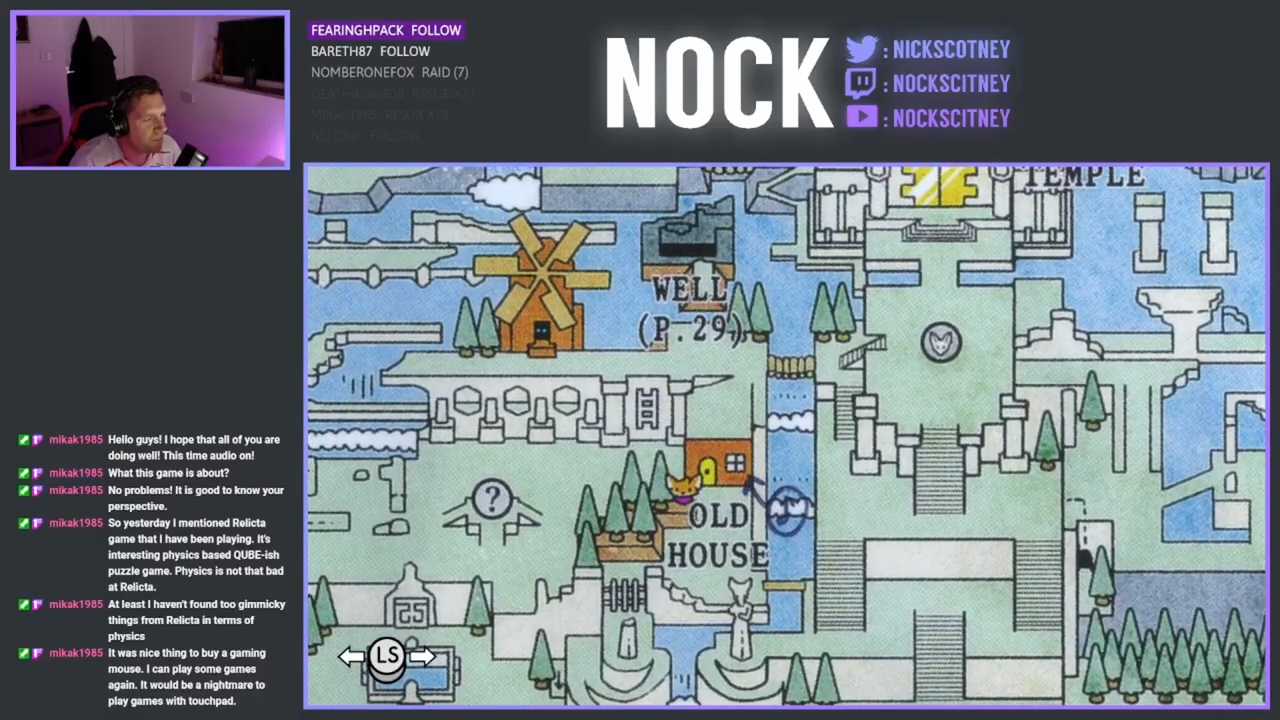 FEARINGHPACK FOLLOW
BARETH87 FOLLOW
NOMBERONEFOX RAID (7)
NOCK
: NICKSCOTNEY
: NOCKSCITNEY
: NOCKSCITNEY
TEMPLE
WELL
(P.29)
?
OLD
HOUSE
LS
mikak1985 Hello guys! I hope that all of you are
doing well! This time audio on!
mikak1985 What this game is about?
mikak1985 No problems! It is good to know your
perspective.
mikak1985 So yesterday I mentioned Relicta
game that I have been playing. It's
interesting physics based QUBE-ish
puzzle game. Physics is not that bad
at Relicta.
mikak1985 At least I haven't found too gimmicky
things from Relicta in terms of
physics
mikak1985 It was nice thing to buy a gaming
mouse. I can play some games
again. It would be a nightmare to
play games with touchpad